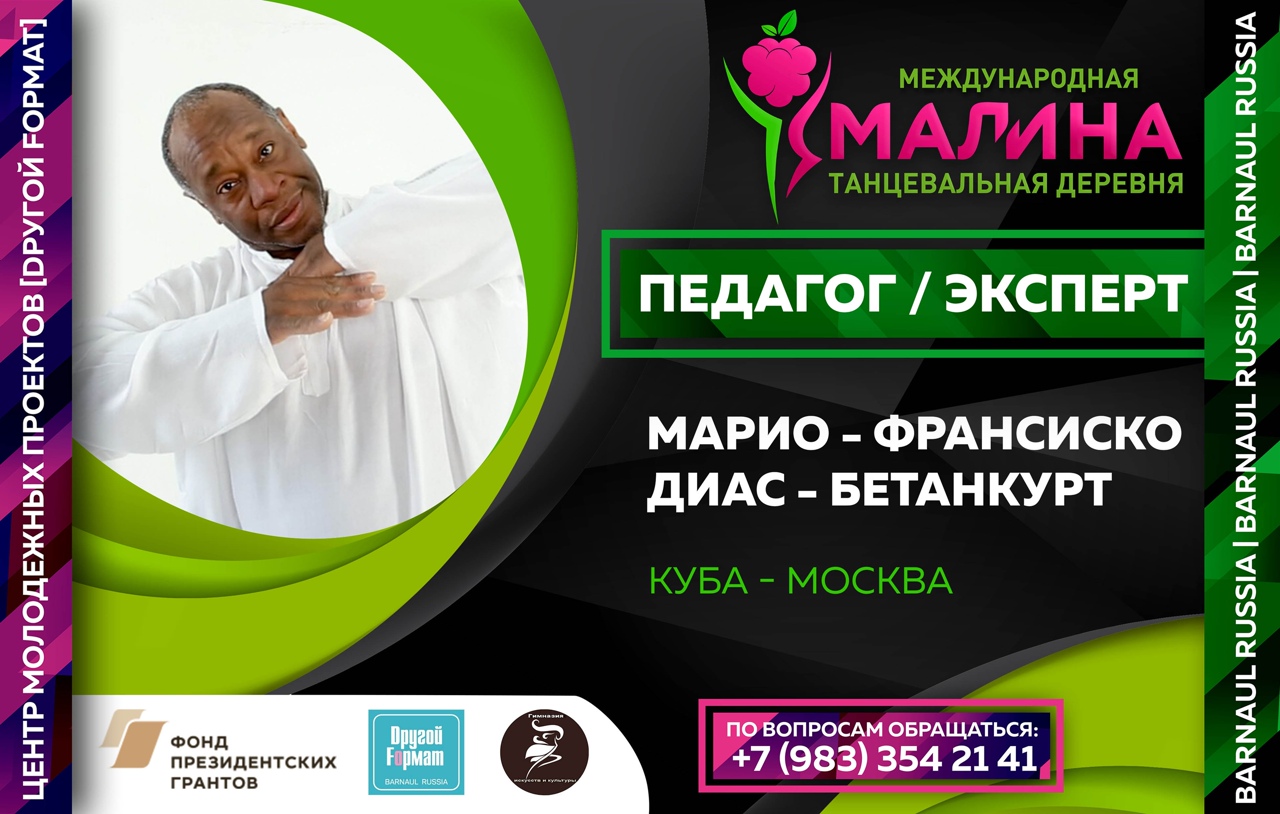 ЦЕНТР МОЛОДЕЖНЫХ ПРОЕКТОВ [DРУГОЙ FОРМАТ]
МЕЖДУНАРОДНАЯ
МАЛИНА
ТАНЦЕВАЛЬНАЯ ДЕРЕВНЯ
ПЕДАГОГ / ЭКСПЕРТ
МАРИО - ФРАНСИСКО
ДИАС - БЕТАНКУРТ
КУБА - МОСКВА
ФОНД
ПРЕЗИДЕНТСКИХ
ГРАНТОВ
Dругой
Fормат
BARNAUL RUSSIA
Гимназия
искусств и культуры
ПО ВОПРОСАМ ОБРАЩАТЬСЯ:
+7 (983) 354 21 41
BARNAUL RUSSIA | BARNAUL RUSSIA | BARNAUL RUSSIA